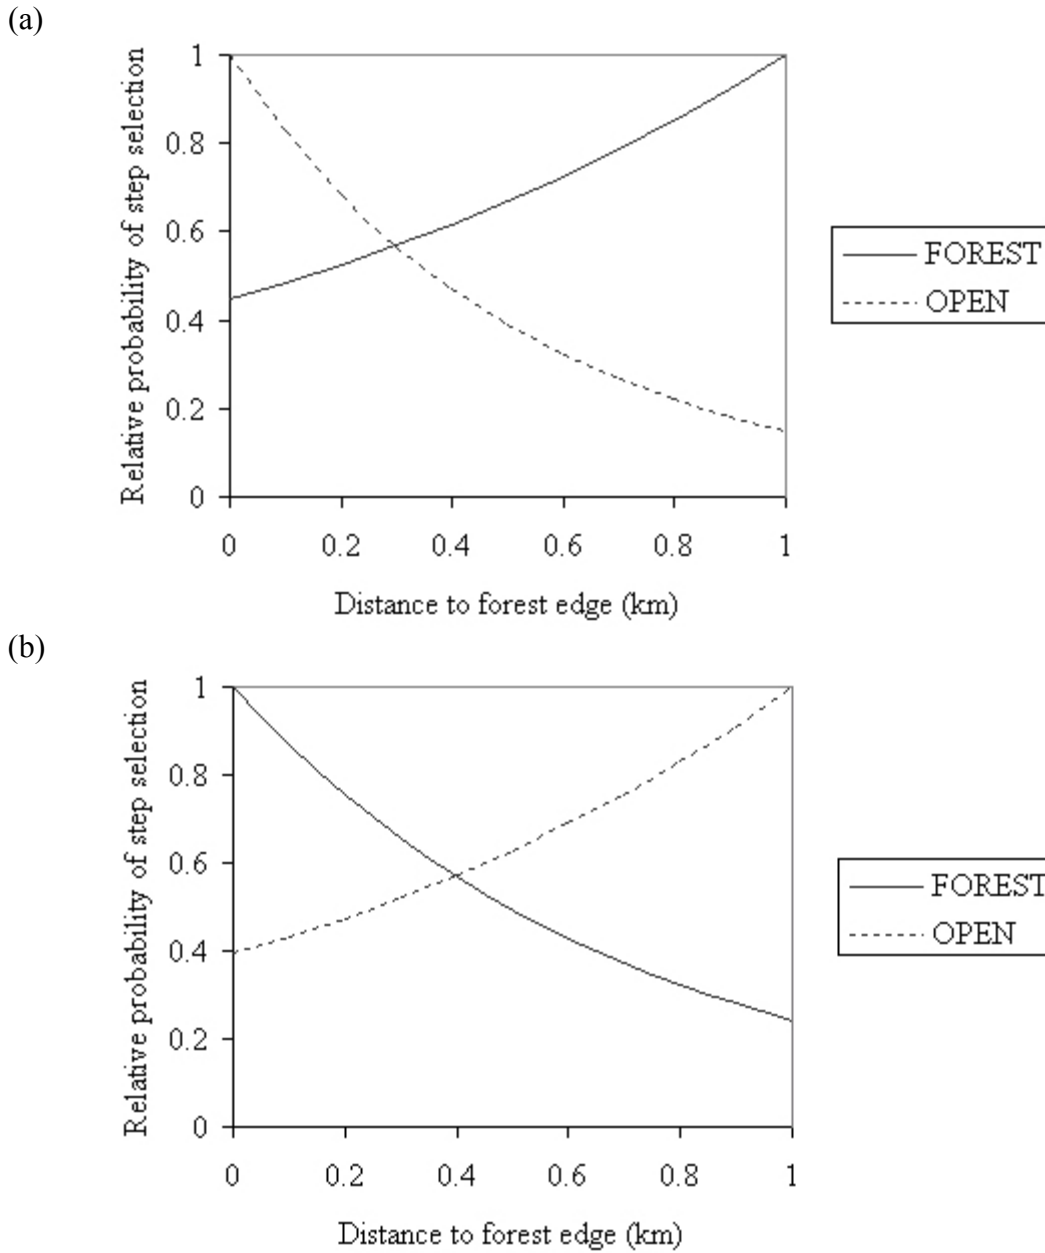 (a)
Relative probability of step selection
1
0.8
0.6
0.4
0.2
0
0 0.2 0.4 0.6 0.8 1
Distance to forest edge (km)
FOREST
OPEN
(b)
Relative probability of step selection
1
0.8
0.6
0.4
0.2
0
0 0.2 0.4 0.6 0.8 1
Distance to forest edge (km)
FOREST
OPEN